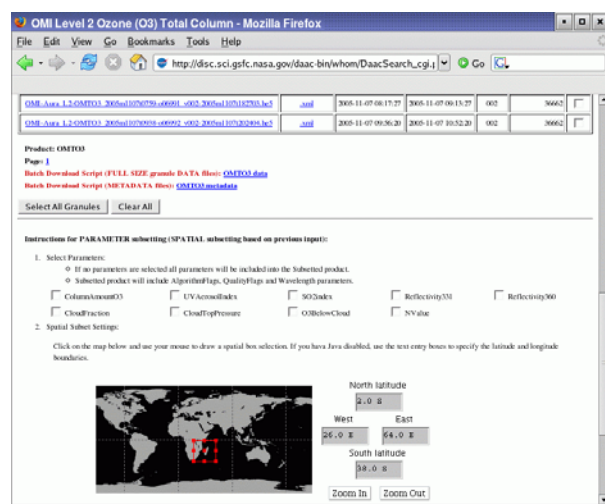 OMI Level 2 Ozone (O3) Total Column - Mozilla Firefox
File Edit View Go Bookmarks Tools Help
http://disc.sci.gsfc.nasa.gov/daac-bin/whom/DaacSearch_cgi.p Go
.xml 2005-11-07 08:17:27 2005-11-07 09:13:27 002 36662
.xml 2005-11-07 09:56:20 2005-11-07 10:52:20 002 36662
Product: OMTO3
Page: 1
Batch Download Script (FULL SIZE granule DATA files): OMTO3 data
Batch Download Script (METADATA files): OMTO3 metadata
Select All Granules Clear All
Instructions for PARAMETER subsetting (SPATIAL subsetting based on previous input):
1. Select Parameters:
If no parameters are selected all parameters will be included into the Subsetted product.
Subsetted product will include AlgorithmFlags, QualityFlags and Wavelength parameters.
ColumnAmountO3 UVAerosolIndex SO2index Reflectivity331 Reflectivity360
CloudFraction CloudTopPressure O3BelowCloud NValue
2. Spatial Subset Settings:
Click on the map below and use your mouse to draw a spatial box selection. If you hava Java disabled, use the text entry boxes to specify the latitude and longitude
boundaries.
North latitude
2.0 S
West East
26.0 E 64.0 E
South latitude
38.0 S
Zoom In Zoom Out